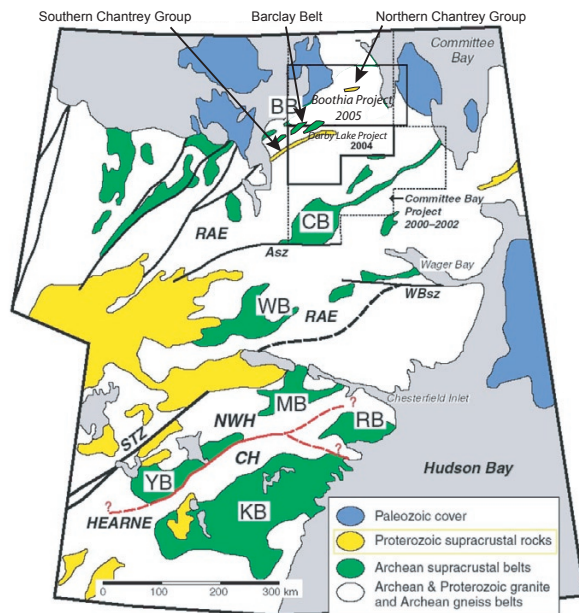 Southern Chantrey Group
Barclay Belt
Northern Chantrey Group
Committee
Bay
BB
Boothia Project
2005
Darby Lake Project
2004
Committee Bay
Project
2000–2002
CB
RAE
Asz
Wager Bay
WBsz
WB
RAE
Chesterfield Inlet
MB
NWH
RB
STZ
?
?
CH
YB
Hudson Bay
?
HEARNE
KB
Paleozoic cover
Proterozoic supracrustal rocks
Archean supracrustal belts
Archean & Proterozoic granite
and Archean gneiss belts
0 100 200 300 km